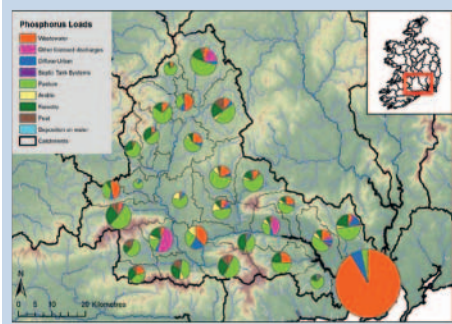 Phosphorus Loads
Wastewater
Other licensed discharges
Diffuse Urban
Septic Tank Systems
Pasture
Arable
Forestry
Peat
Deposition on water
Catchments
N
0 5 10 20 Kilometres